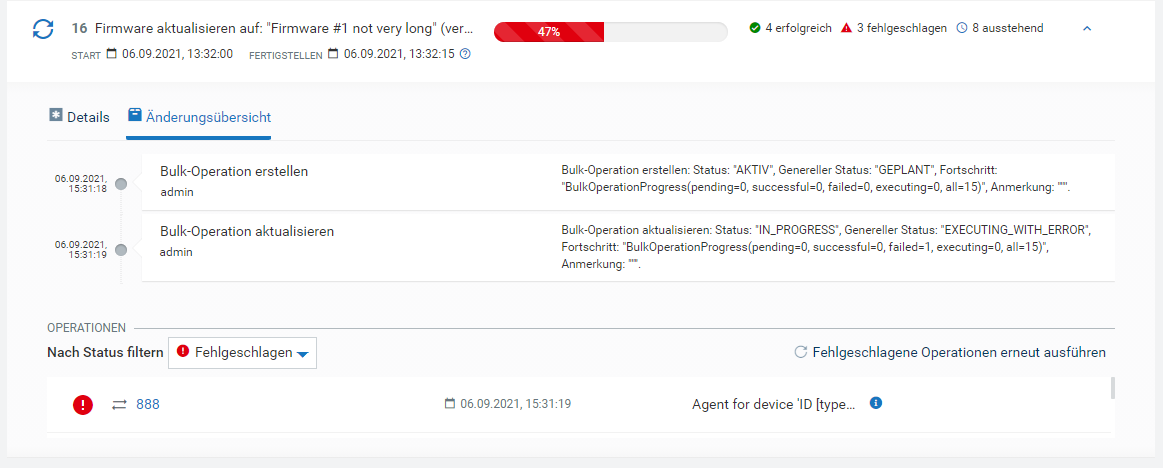 16 Firmware aktualisieren auf: "Firmware #1 not very long" (ver...
47%
4 erfolgreich 3 fehlgeschlagen 8 ausstehend
START 06.09.2021, 13:32:00 FERTIGSTELLEN 06.09.2021, 13:32:15
Details Änderungsübersicht
06.09.2021,
15:31:18
Bulk-Operation erstellen
admin
Bulk-Operation erstellen: Status: "AKTIV", Genereller Status: "GEPLANT", Fortschritt:
"BulkOperationProgress(pending=0, successful=0, failed=0, executing=0, all=15)", Anmerkung: """.
06.09.2021,
15:31:19
Bulk-Operation aktualisieren
admin
Bulk-Operation aktualisieren: Status: "IN_PROGRESS", Genereller Status: "EXECUTING_WITH_ERROR",
Fortschritt: "BulkOperationProgress(pending=0, successful=0, failed=1, executing=0, all=15)",
Anmerkung: """.
OPERATIONEN
Nach Status filtern Fehlgeschlagen
Fehlgeschlagene Operationen erneut ausführen
888 06.09.2021, 15:31:19 Agent for device 'ID [type...